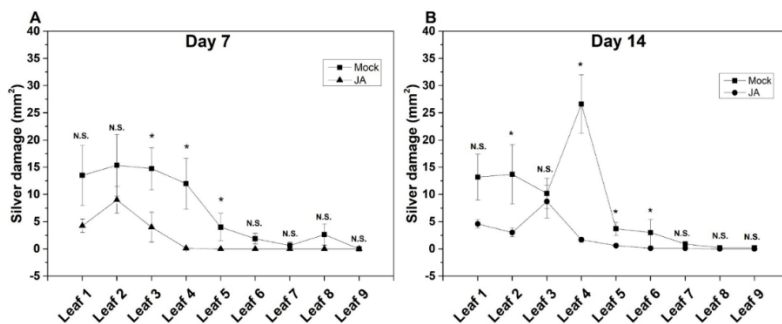 A
Day 7
Silver damage (mm²)
40
35
30
25
20
15
10
5
0
-5
Mock
JA
N.S.
N.S.
*
*
*
N.S.
N.S.
N.S.
N.S.
Leaf 1
Leaf 2
Leaf 3
Leaf 4
Leaf 5
Leaf 6
Leaf 7
Leaf 8
Leaf 9
B
Day 14
Silver damage (mm²)
40
35
30
25
20
15
10
5
0
-5
Mock
JA
N.S.
*
N.S.
*
*
*
N.S.
N.S.
N.S.
Leaf 1
Leaf 2
Leaf 3
Leaf 4
Leaf 5
Leaf 6
Leaf 7
Leaf 8
Leaf 9